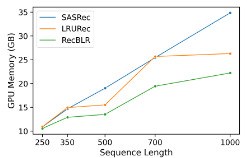 SASRec
LRURec
RecBLR
GPU Memory (GB)
35
30
25
20
15
10
250 350 500 700 1000
Sequence Length